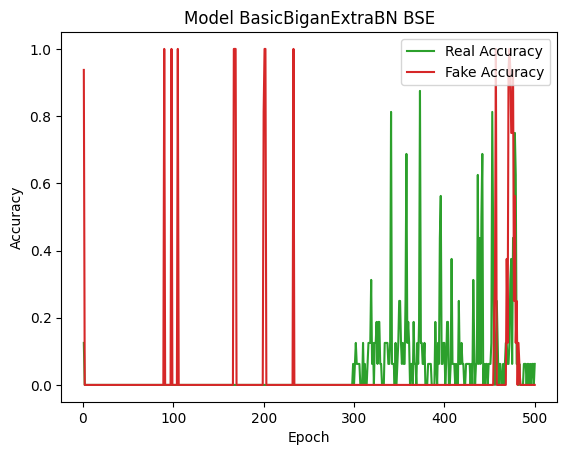 Model BasicBiganExtraBN BSE
Real Accuracy
Fake Accuracy
Accuracy
1.0
0.8
0.6
0.4
0.2
0.0
0 100 200 300 400 500
Epoch